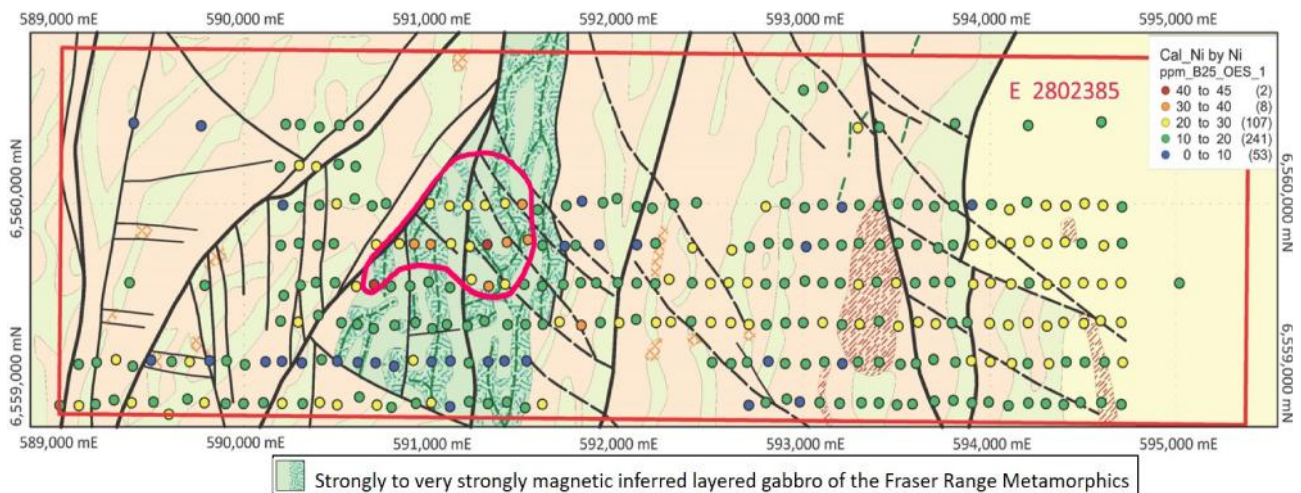 589,000 mE 590,000 mE 591,000 mE 592,000 mE 593,000 mE 594,000 mE 595,000 mE
Cal_Ni by Ni
ppm_B25_OES_1
40 to 45 (2)
30 to 40 (8)
20 to 30 (107)
10 to 20 (241)
0 to 10 (53)
E 2802385
6,560,000 mN
6,560,000 mN
6,559,000 mN
6,559,000 mN
589,000 mE 590,000 mE 591,000 mE 592,000 mE 593,000 mE 594,000 mE 595,000 mE
Strongly to very strongly magnetic inferred layered gabbro of the Fraser Range Metamorphics